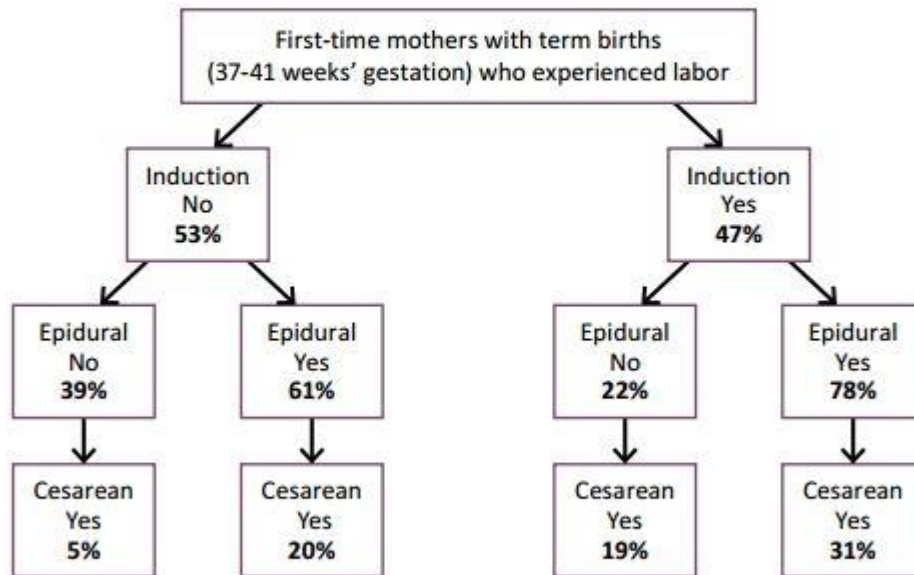 First-time mothers with term births
(37-41 weeks’ gestation) who experienced labor
Induction
No
53%
Induction
Yes
47%
Epidural
No
39%
Epidural
Yes
61%
Epidural
No
22%
Epidural
Yes
78%
Cesarean
Yes
5%
Cesarean
Yes
20%
Cesarean
Yes
19%
Cesarean
Yes
31%